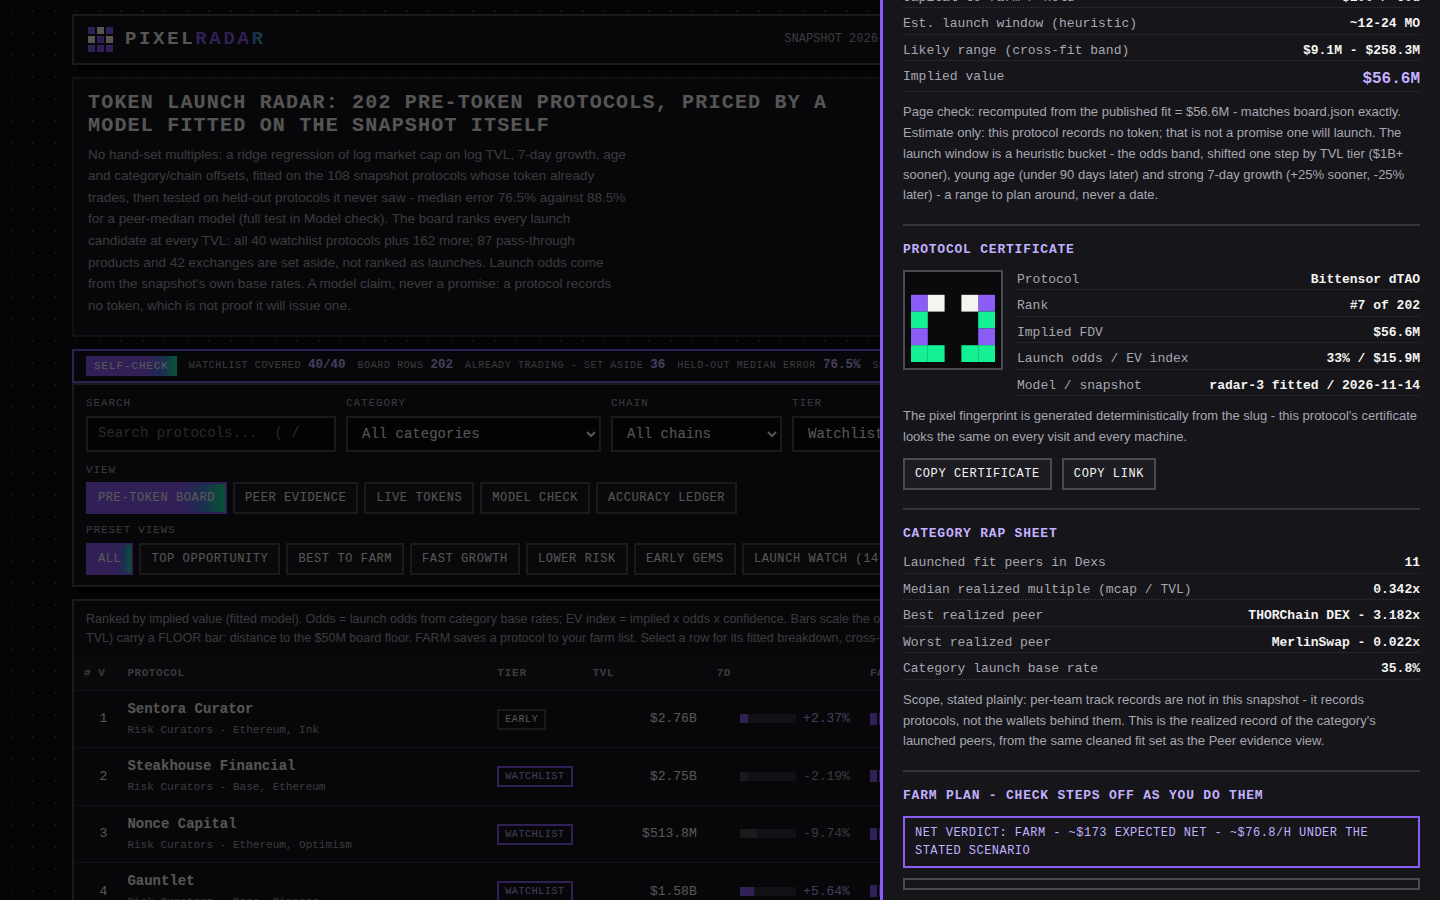 PIXELRADAR
SNAPSHOT 2026
TOKEN LAUNCH RADAR: 202 PRE-TOKEN PROTOCOLS, PRICED BY A
MODEL FITTED ON THE SNAPSHOT ITSELF
No hand-set multiples: a ridge regression of log market cap on log TVL, 7-day growth, age
and category/chain offsets, fitted on the 108 snapshot protocols whose token already
trades, then tested on held-out protocols it never saw - median error 76.5% against 88.5%
for a peer-median model (full test in Model check). The board ranks every launch
candidate at every TVL: all 40 watchlist protocols plus 162 more; 87 pass-through
products and 42 exchanges are set aside, not ranked as launches. Launch odds come
from the snapshot's own base rates. A model claim, never a promise: a protocol records
no token, which is not proof it will issue one.
SELF-CHECK WATCHLIST COVERED 40/40 BOARD ROWS 202 ALREADY TRADING - SET ASIDE 36 HELD-OUT MEDIAN ERROR 76.5% S
SEARCH CATEGORY CHAIN TIER
Search protocols... ( / All categories All chains Watchlist
VIEW
PRE-TOKEN BOARD PEER EVIDENCE LIVE TOKENS MODEL CHECK ACCURACY LEDGER
PRESET VIEWS
ALL TOP OPPORTUNITY BEST TO FARM FAST GROWTH LOWER RISK EARLY GEMS LAUNCH WATCH (14
Ranked by implied value (fitted model). Odds = launch odds from category base rates; EV index = implied x odds x confidence. Bars scale the o
TVL) carry a FLOOR bar: distance to the $50M board floor. FARM saves a protocol to your farm list. Select a row for its fitted breakdown, cross-
# V PROTOCOL TIER TVL 7D FA
1 Sentora Curator EARLY $2.76B +2.37%
Risk Curators - Ethereum, Ink
2 Steakhouse Financial WATCHLIST $2.75B -2.19%
Risk Curators - Base, Ethereum
3 Nonce Capital WATCHLIST $513.8M -9.74%
Risk Curators - Ethereum, Optimism
4 Gauntlet WATCHLIST $1.58B +5.64%
Est. launch window (heuristic) ~12-24 MO
Likely range (cross-fit band) $9.1M - $258.3M
Implied value $56.6M
Page check: recomputed from the published fit = $56.6M - matches board.json exactly.
Estimate only: this protocol records no token; that is not a promise one will launch. The
launch window is a heuristic bucket - the odds band, shifted one step by TVL tier ($1B+
sooner), young age (under 90 days later) and strong 7-day growth (+25% sooner, -25%
later) - a range to plan around, never a date.
PROTOCOL CERTIFICATE
Protocol Bittensor dTAO
Rank #7 of 202
Implied FDV $56.6M
Launch odds / EV index 33% / $15.9M
Model / snapshot radar-3 fitted / 2026-11-14
The pixel fingerprint is generated deterministically from the slug - this protocol's certificate
looks the same on every visit and every machine.
COPY CERTIFICATE COPY LINK
CATEGORY RAP SHEET
Launched fit peers in Dexs 11
Median realized multiple (mcap / TVL) 0.342x
Best realized peer THORChain DEX - 3.182x
Worst realized peer MerlinSwap - 0.022x
Category launch base rate 35.8%
Scope, stated plainly: per-team track records are not in this snapshot - it records
protocols, not the wallets behind them. This is the realized record of the category's
launched peers, from the same cleaned fit set as the Peer evidence view.
FARM PLAN - CHECK STEPS OFF AS YOU DO THEM
NET VERDICT: FARM - ~$173 EXPECTED NET - ~$76.8/H UNDER THE
STATED SCENARIO